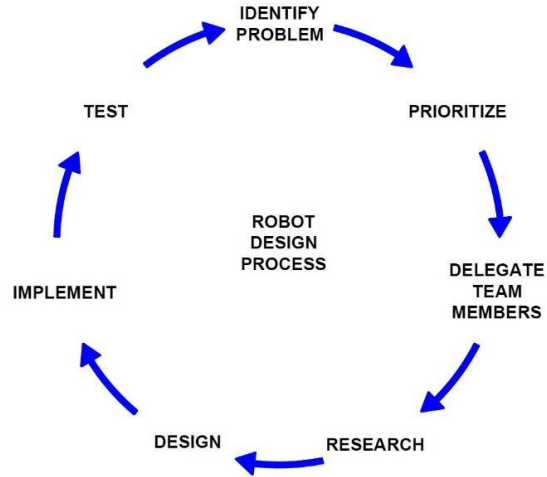 IDENTIFY
PROBLEM
PRIORITIZE
DELEGATE
TEAM
MEMBERS
RESEARCH
DESIGN
IMPLEMENT
TEST
ROBOT
DESIGN
PROCESS